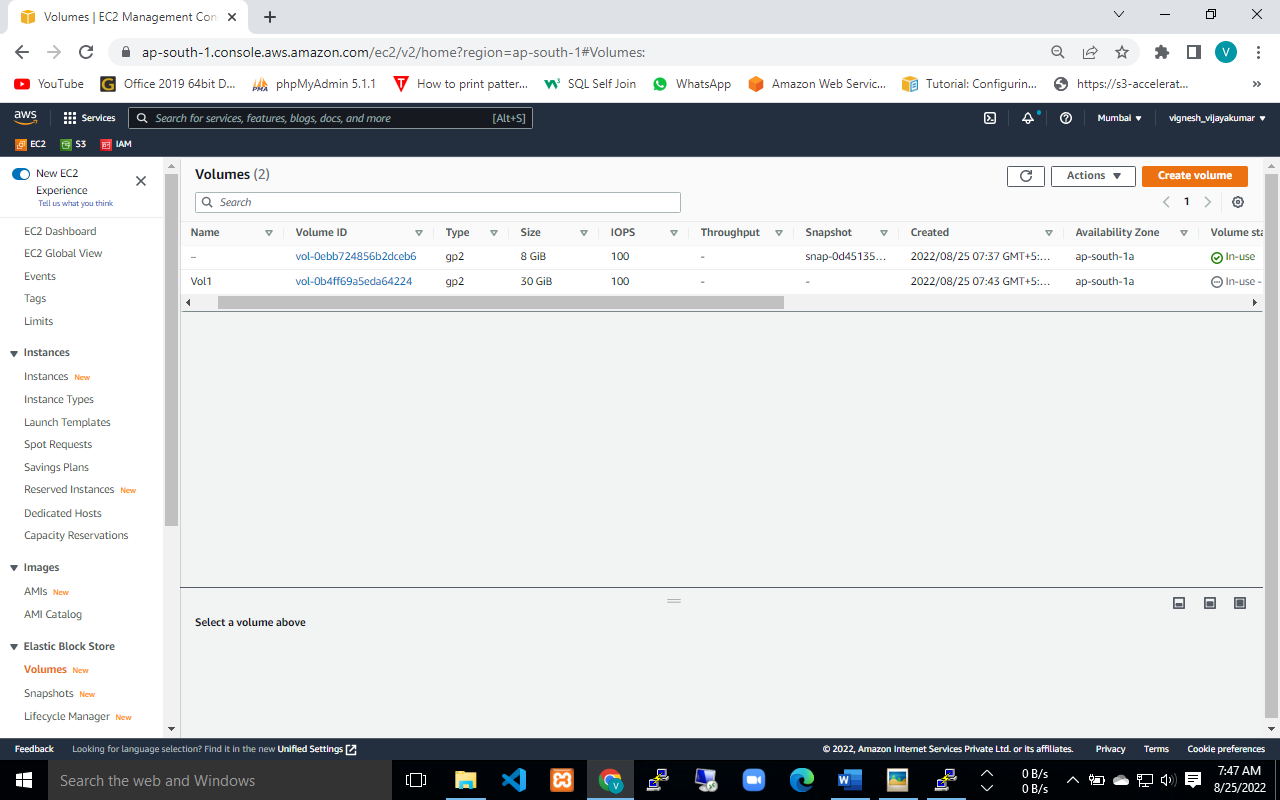 Volumes | EC2 Management Con
ap-south-1.console.aws.amazon.com/ec2/v2/home?region=ap-south-1#Volumes:
V
YouTube
Office 2019 64bit D...
phpMyAdmin 5.1.1
How to print patter...
SQL Self Join
WhatsApp
Amazon Web Servic...
Tutorial: Configurin...
https://s3-accelerat...
»
aws
Services
Search for services, features, blogs, docs, and more
[Alt+S]
Mumbai
vignesh_vijayakumar
EC2
S3
IAM
New EC2
Experience
Tell us what you think
EC2 Dashboard
EC2 Global View
Events
Tags
Limits
Instances
Instances New
Instance Types
Launch Templates
Spot Requests
Savings Plans
Reserved Instances New
Dedicated Hosts
Capacity Reservations
Images
AMIs New
AMI Catalog
Elastic Block Store
Volumes New
Snapshots New
Lifecycle Manager New
Volumes (2)
Actions
Create volume
Search
1
Name Volume ID Type Size IOPS Throughput Snapshot Created Availability Zone Volume sta
– vol-0ebb724856b2dceb6 gp2 8 GiB 100 - snap-0d45135... 2022/08/25 07:37 GMT+5:... ap-south-1a In-use
Vol1 vol-0b4ff69a5eda64224 gp2 30 GiB 100 - - 2022/08/25 07:43 GMT+5:... ap-south-1a In-use -
Select a volume above
Feedback
Looking for language selection? Find it in the new Unified Settings
© 2022, Amazon Internet Services Private Ltd. or its affiliates.
Privacy
Terms
Cookie preferences
Search the web and Windows
0 B/s
0 B/s
7:47 AM
8/25/2022